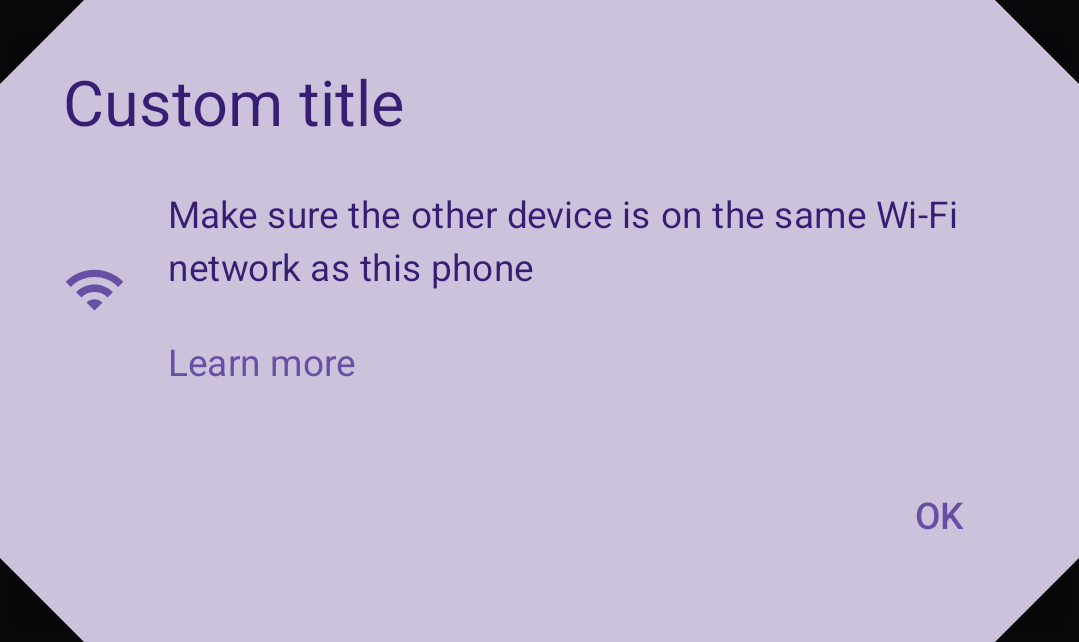 Custom title
Make sure the other device is on the same Wi-Fi
network as this phone
Learn more
OK